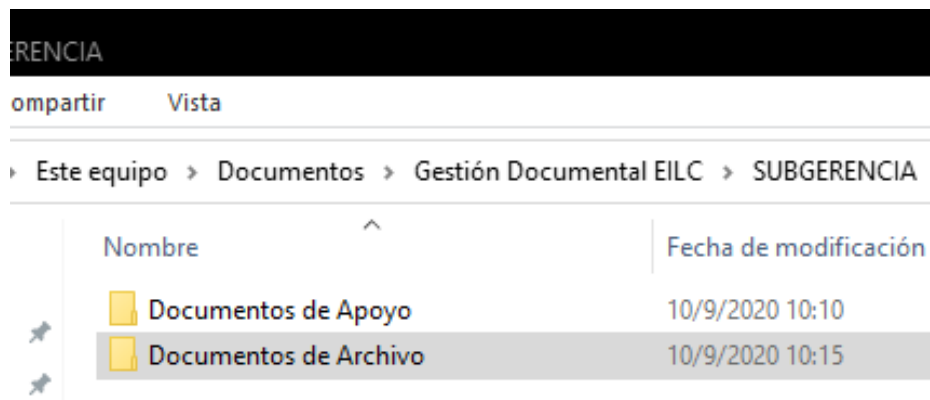 ERENCIA
ompartir Vista
Este equipo > Documentos > Gestión Documental EILC > SUBGERENCIA
Nombre Fecha de modificación
Documentos de Apoyo 10/9/2020 10:10
Documentos de Archivo 10/9/2020 10:15